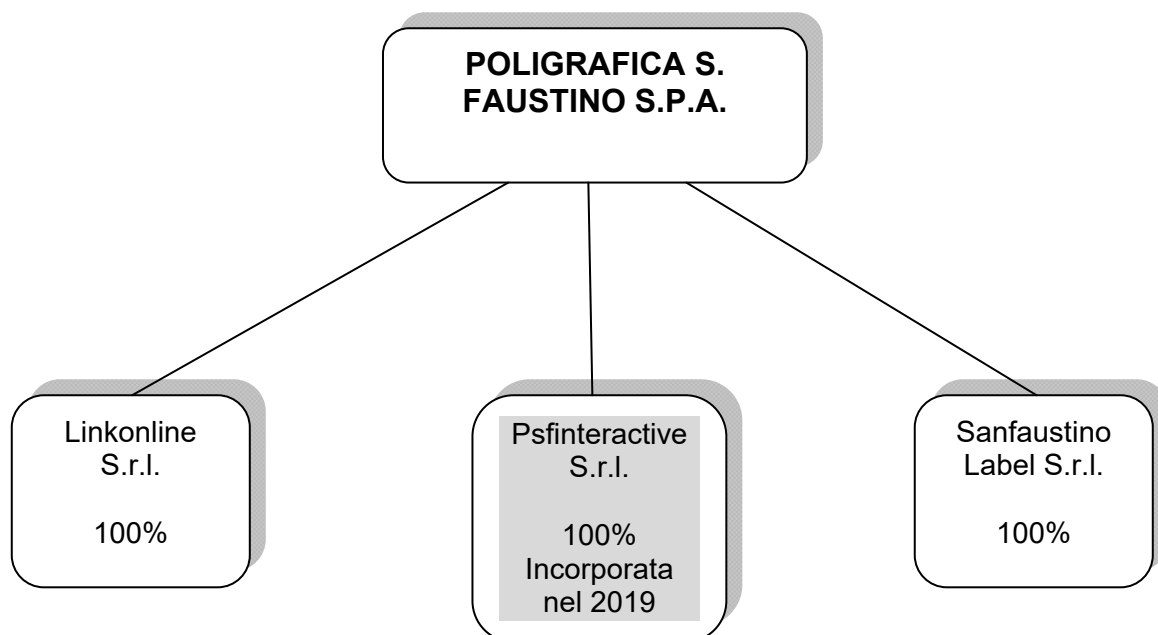 POLIGRAFICA S.
FAUSTINO S.P.A.
Linkonline
S.r.l.
100%
Psfinteractive
S.r.l.
100%
Incorporata
nel 2019
Sanfaustino
Label S.r.l.
100%